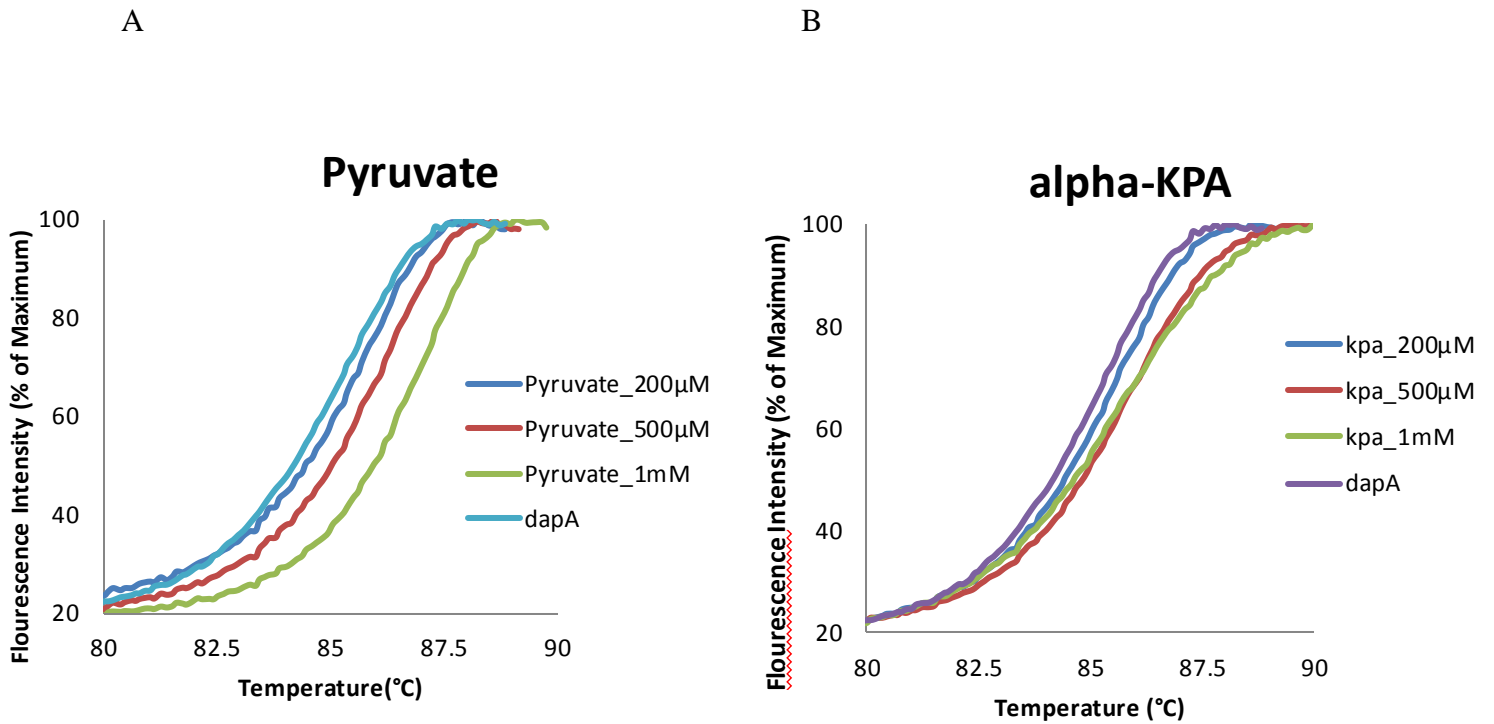 A
B
Pyruvate
Flourescence Intensity (% of Maximum)
100
80
60
40
20
80
82.5
85
87.5
90
Temperature(°C)
Pyruvate_200µM
Pyruvate_500µM
Pyruvate_1mM
dapA
alpha-KPA
Flourescence Intensity (% of Maximum)
100
80
60
40
20
80
82.5
85
87.5
90
Temperature (°C)
kpa_200µM
kpa_500µM
kpa_1mM
dapA